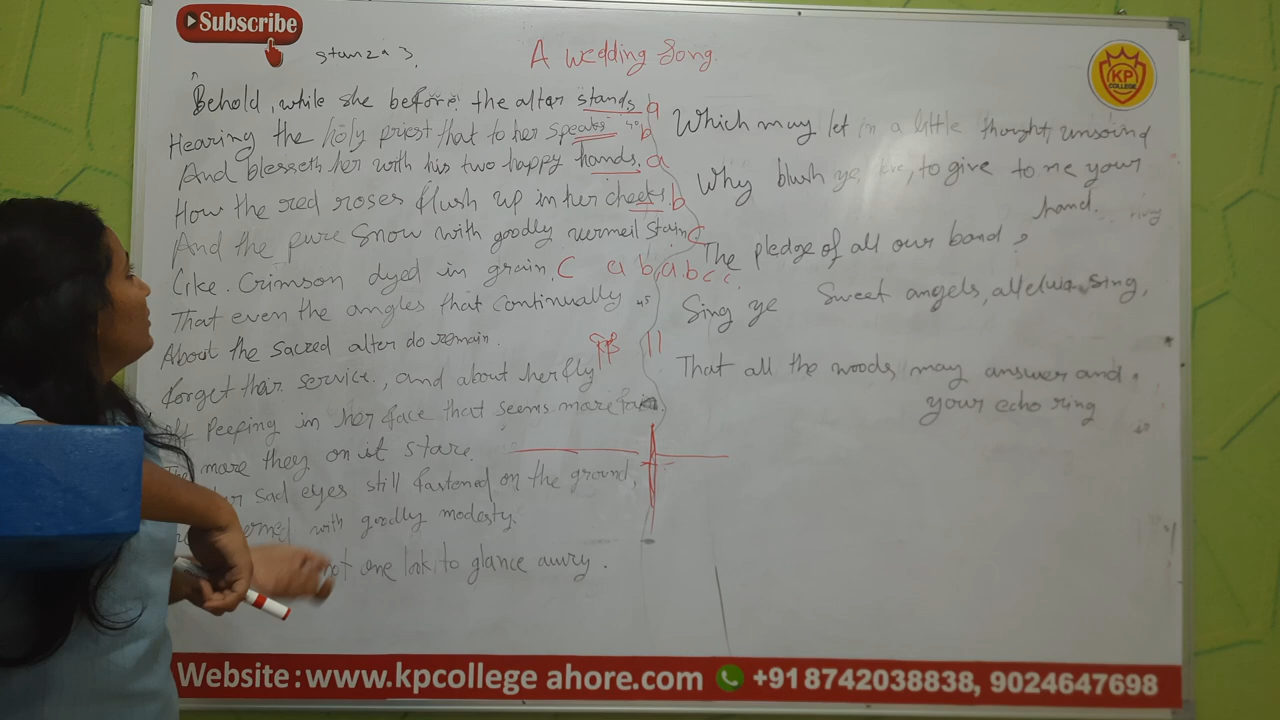 Subscribe
stanza 3.
A wedding Song.
KP
COLLEGE
Behold, while she before the altar stands a
Hearing the holy priest that to her speaks 40 b
And blesseth her with his two happy hands. a
How the red roses flush up in her cheeks. b
And the pure snow with goodly vermeil stain c
Like Crimson dyed in grain. C a b a b c c
That even the angles that continually 45
About the sacred alter do remain.
forget their service, and about her fly
off peeping in her face that seems more fair.
The more they on it stare.
sad eyes still fastened on the ground,
with goodly modesty.
not one look to glance awry.
Which may let in a little thought, unsound
Why blush ye love, to give to me your
hand.
The pledge of all our band ?
Sing ye Sweet angels, alleluia sing,
That all the woods may answer and
your echo ring
Website:www.kpcollege ahore.com +91 8742038838, 9024647698